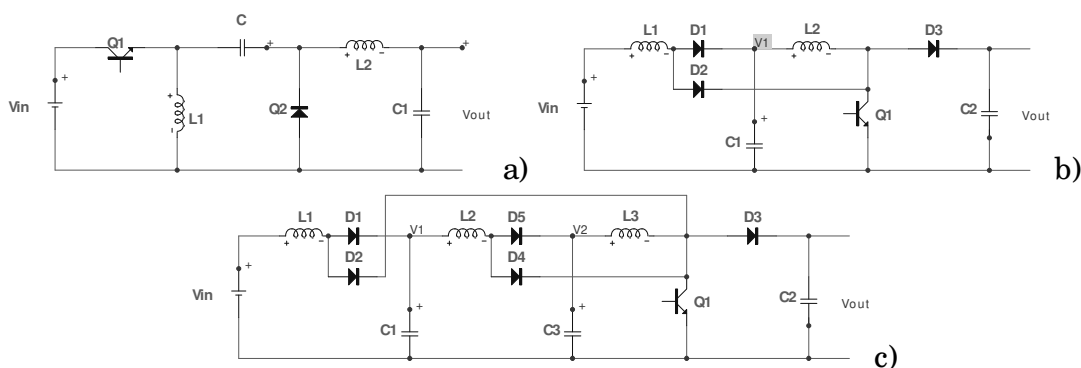 C
Q1
L2
Vin
L1
Q2
C1
Vout
a)
L1
D1
V1
L2
D3
D2
Vin
Q1
C1
C2
Vout
b)
L1
D1
V1
L2
D5
V2
L3
D3
D2
D4
Vin
Q1
C1
C3
C2
Vout
c)